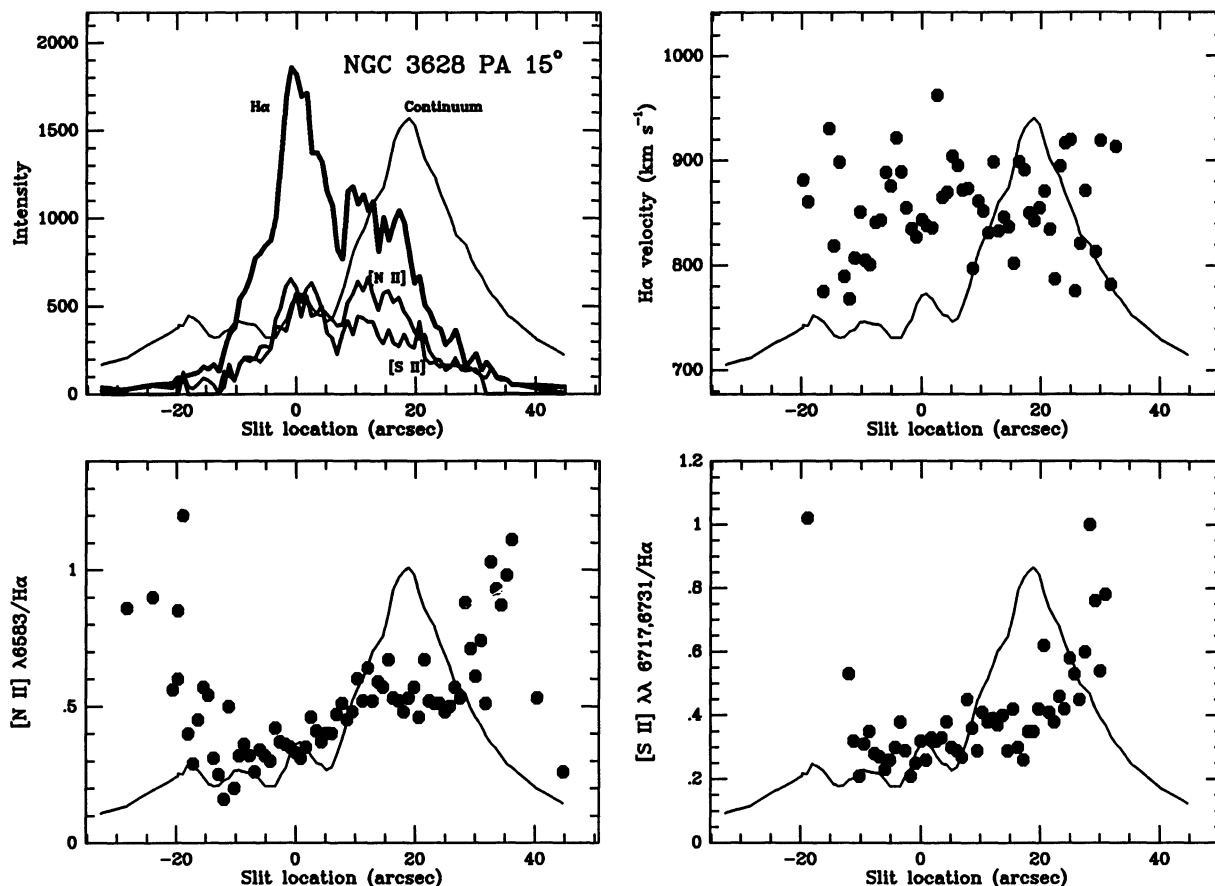 2000
1500
1000
500
0
Intensity
NGC 3628 PA 15°
Hα
Continuum
[N II]
[S II]
-20 0 20 40
Slit location (arcsec)
1000
900
800
700
Hα velocity (km s⁻¹)
-20 0 20 40
Slit location (arcsec)
1
.5
0
[N II] λ6583/Hα
-20 0 20 40
Slit location (arcsec)
1.2
1
.8
.6
.4
.2
0
[S II] λλ 6717,6731/Hα
-20 0 20 40
Slit location (arcsec)